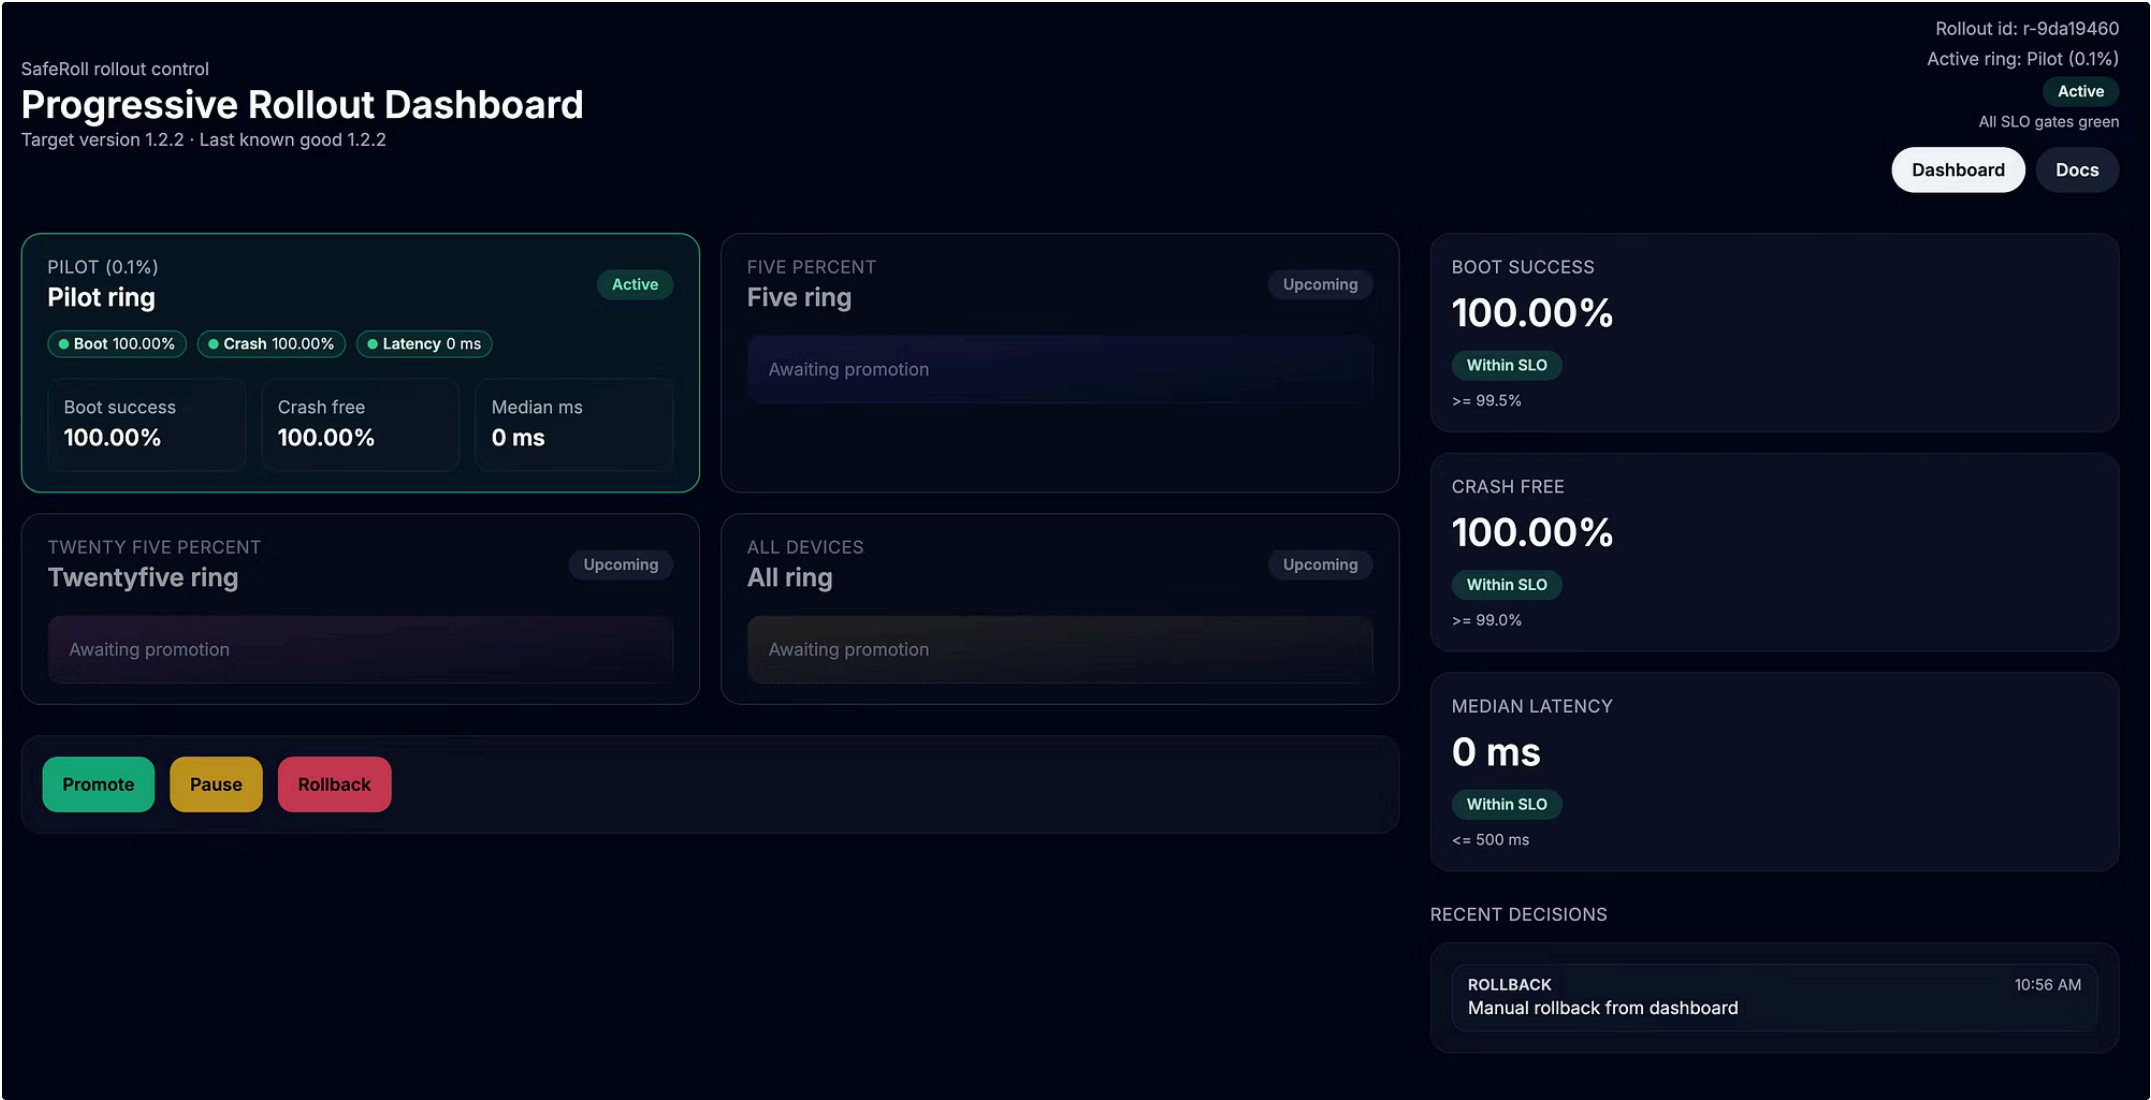 SafeRoll rollout control
Progressive Rollout Dashboard
Target version 1.2.2 · Last known good 1.2.2
Rollout id: r-9da19460
Active ring: Pilot (0.1%)
Active
All SLO gates green
Dashboard
Docs
PILOT (0.1%)
Pilot ring
Active
Boot 100.00%
Crash 100.00%
Latency 0 ms
Boot success
100.00%
Crash free
100.00%
Median ms
0 ms
FIVE PERCENT
Five ring
Upcoming
Awaiting promotion
TWENTY FIVE PERCENT
Twentyfive ring
Upcoming
Awaiting promotion
ALL DEVICES
All ring
Upcoming
Awaiting promotion
Promote
Pause
Rollback
BOOT SUCCESS
100.00%
Within SLO
>= 99.5%
CRASH FREE
100.00%
Within SLO
>= 99.0%
MEDIAN LATENCY
0 ms
Within SLO
<= 500 ms
RECENT DECISIONS
ROLLBACK
10:56 AM
Manual rollback from dashboard